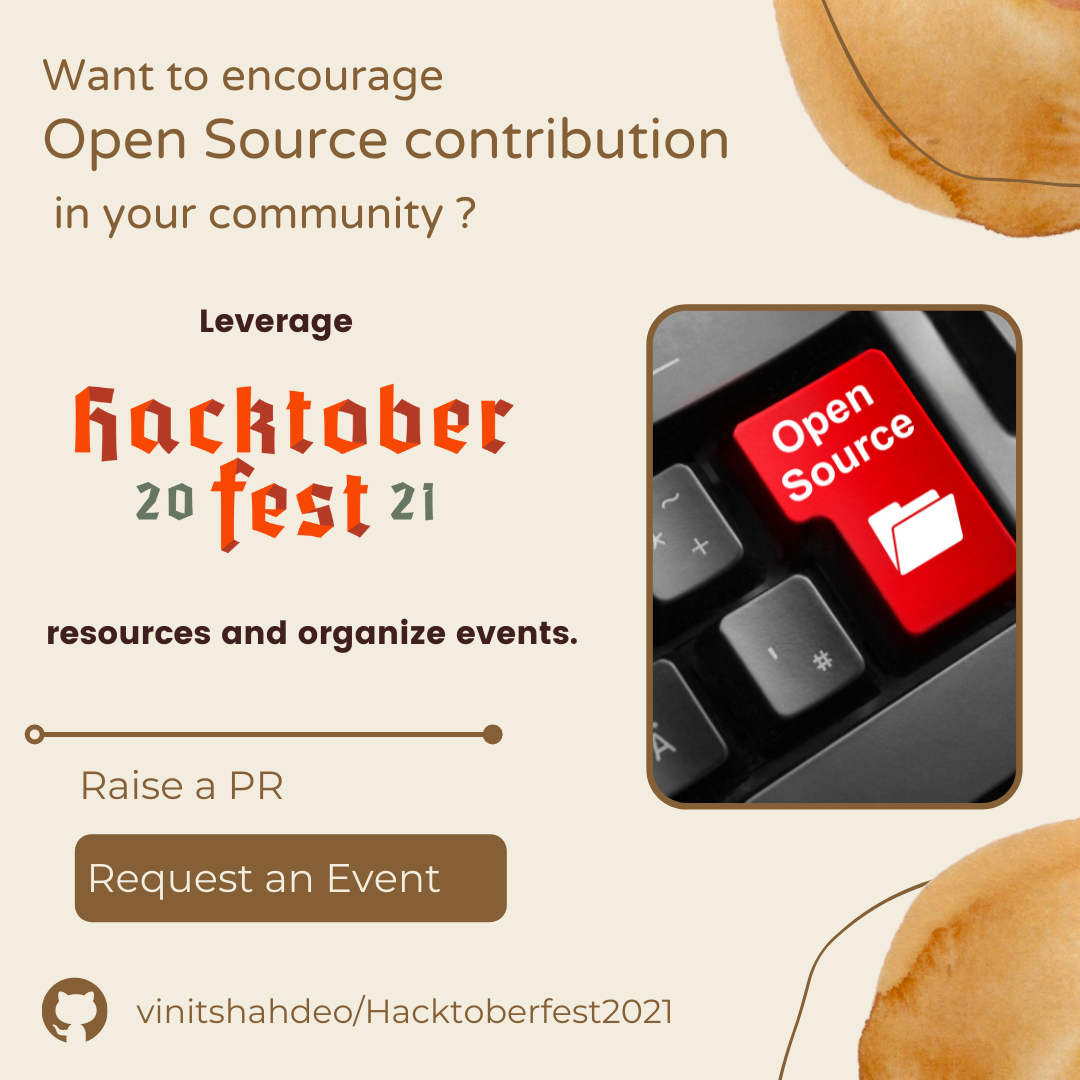 Want to encourage
Open Source contribution
in your community ?
Leverage
hacktober
20 fest 21
resources and organize events.
Open
Source
~
* +
' #
Ä
Raise a PR
Request an Event
vinitshahdeo/Hacktoberfest2021